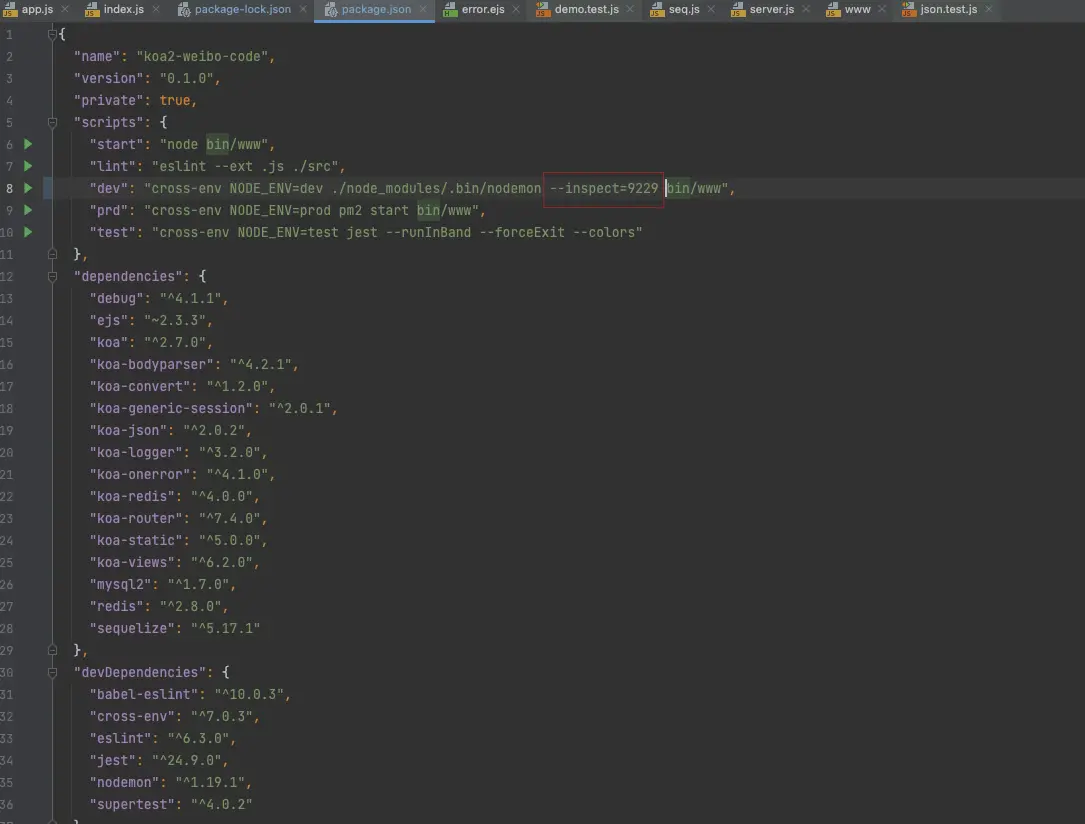 app.js index.js package-lock.json package.json error.ejs demo.test.js seq.js server.js www json.test.js
1 {
2 "name": "koa2-weibo-code",
3 "version": "0.1.0",
4 "private": true,
5 "scripts": {
6 "start": "node bin/www",
7 "lint": "eslint --ext .js ./src",
8 "dev": "cross-env NODE_ENV=dev ./node_modules/.bin/nodemon --inspect=9229 bin/www",
9 "prd": "cross-env NODE_ENV=prod pm2 start bin/www",
10 "test": "cross-env NODE_ENV=test jest --runInBand --forceExit --colors"
11 },
12 "dependencies": {
13 "debug": "^4.1.1",
14 "ejs": "~2.3.3",
15 "koa": "^2.7.0",
16 "koa-bodyparser": "^4.2.1",
17 "koa-convert": "^1.2.0",
18 "koa-generic-session": "^2.0.1",
19 "koa-json": "^2.0.2",
20 "koa-logger": "^3.2.0",
21 "koa-onerror": "^4.1.0",
22 "koa-redis": "^4.0.0",
23 "koa-router": "^7.4.0",
24 "koa-static": "^5.0.0",
25 "koa-views": "^6.2.0",
26 "mysql2": "^1.7.0",
27 "redis": "^2.8.0",
28 "sequelize": "^5.17.1"
29 },
30 "devDependencies": {
31 "babel-eslint": "^10.0.3",
32 "cross-env": "^7.0.3",
33 "eslint": "^6.3.0",
34 "jest": "^24.9.0",
35 "nodemon": "^1.19.1",
36 "supertest": "^4.0.2"